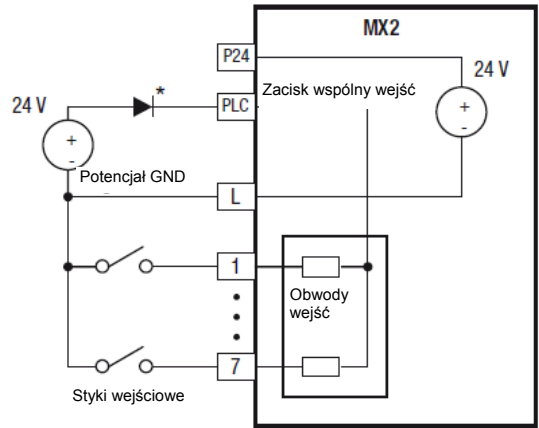 MX2
P24
24 V
24 V
*
PLC
Zacisk wspólny wejść
+
-
+
-
Potencjał GND
L
1
Obwody
wejść
7
Styki wejściowe